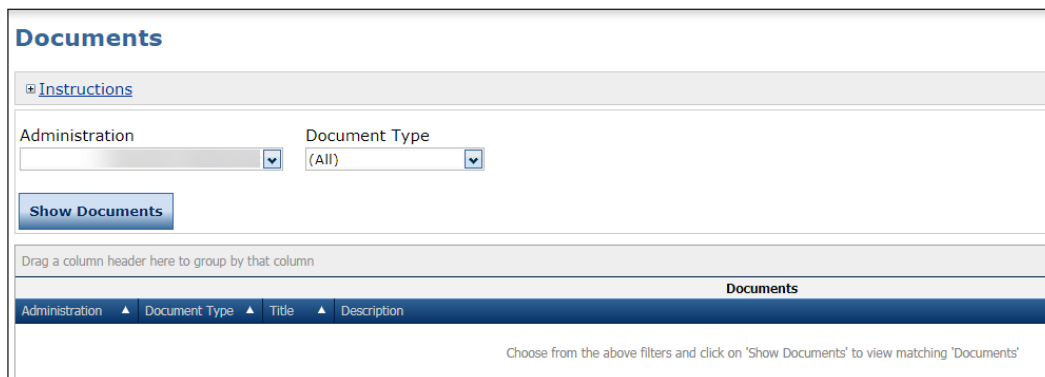 Documents
Instructions
Administration Document Type
(All)
Show Documents
Drag a column header here to group by that column
Documents
Administration Document Type Title Description
Choose from the above filters and click on 'Show Documents' to view matching 'Documents'